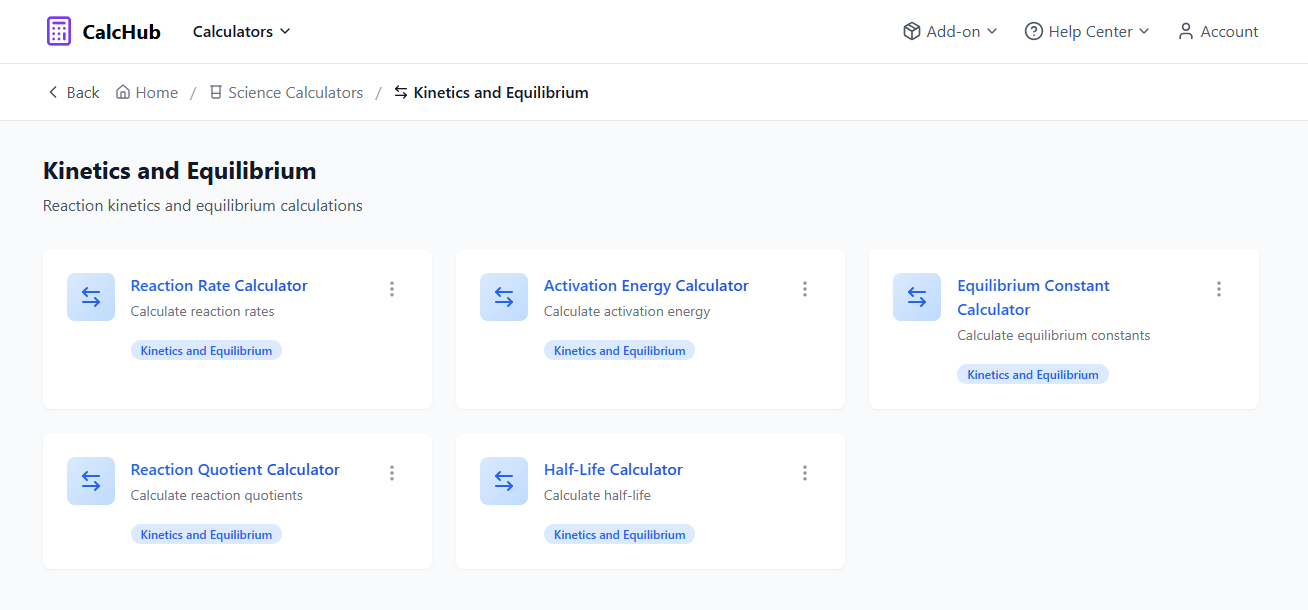 CalcHub Calculators Add-on Help Center Account
Back Home / Science Calculators / Kinetics and Equilibrium
Kinetics and Equilibrium
Reaction kinetics and equilibrium calculations
Reaction Rate Calculator
Calculate reaction rates
Kinetics and Equilibrium
Activation Energy Calculator
Calculate activation energy
Kinetics and Equilibrium
Equilibrium Constant
Calculator
Calculate equilibrium constants
Kinetics and Equilibrium
Reaction Quotient Calculator
Calculate reaction quotients
Kinetics and Equilibrium
Half-Life Calculator
Calculate half-life
Kinetics and Equilibrium